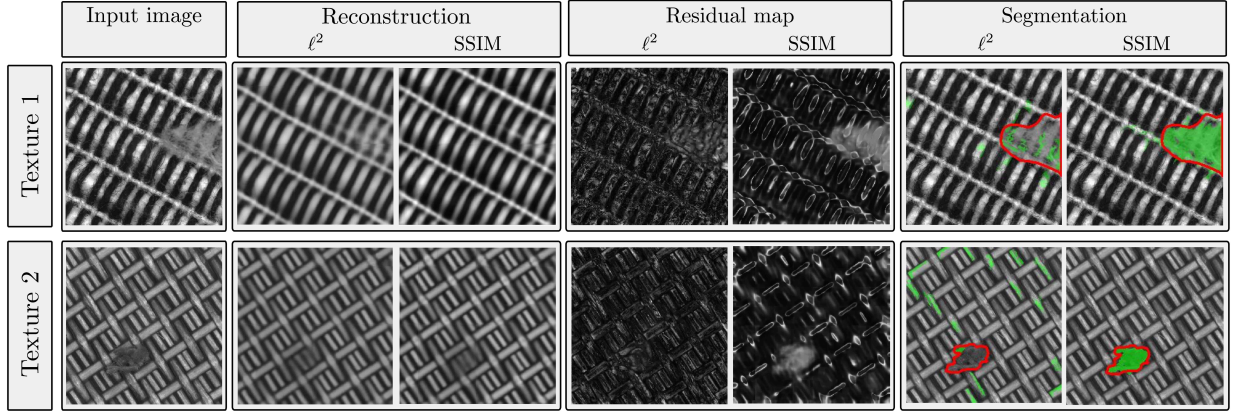 Input image
Reconstruction
ℓ² SSIM
Residual map
ℓ² SSIM
Segmentation
ℓ² SSIM
Texture 1
Texture 2